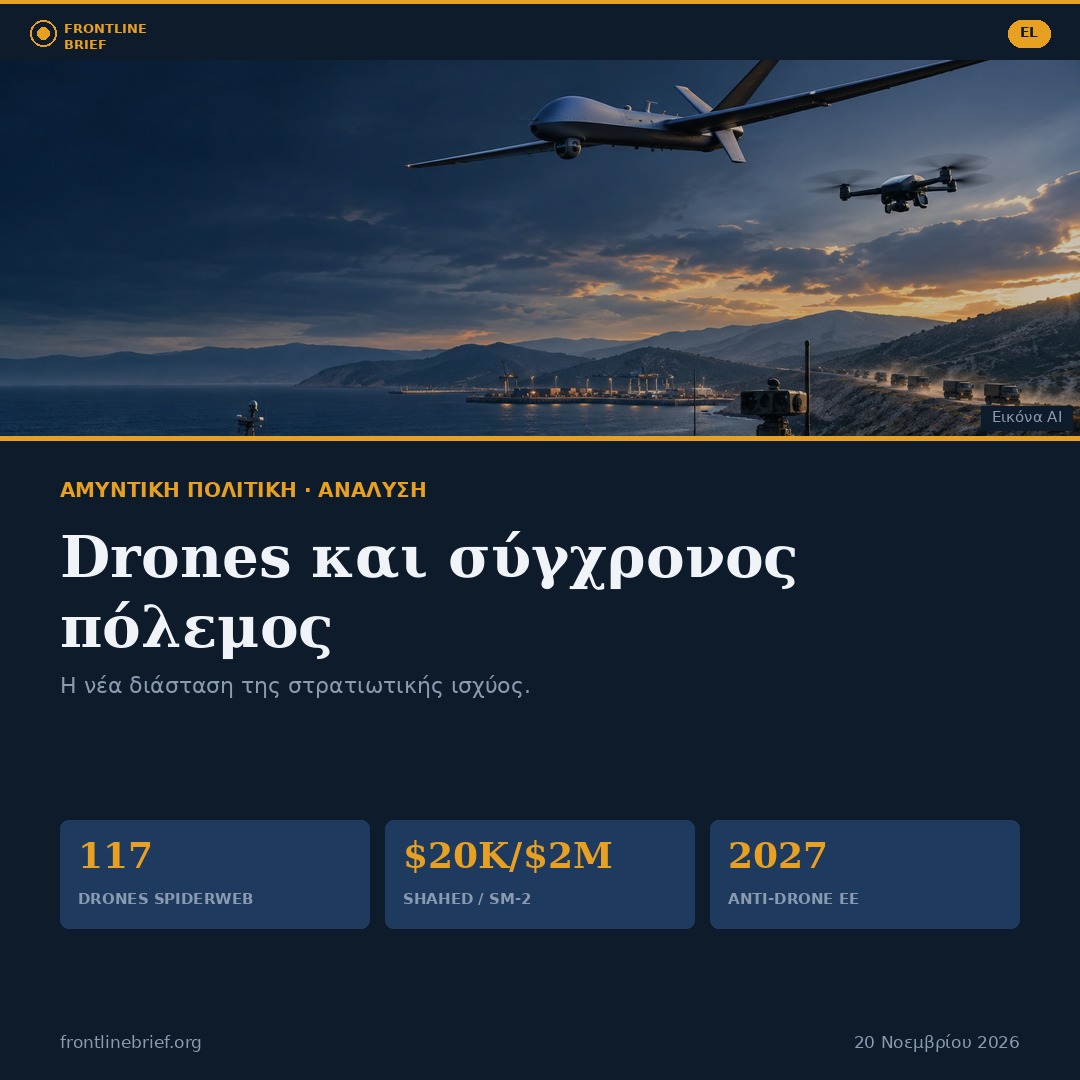 FRONTLINE
BRIEF
EL
Εικόνα AI
ΑΜΥΝΤΙΚΗ ΠΟΛΙΤΙΚΗ · ΑΝΑΛΥΣΗ
Drones και σύγχρονος
πόλεμος
Η νέα διάσταση της στρατιωτικής ισχύος.
117
DRONES SPIDERWEB
$20K/$2M
SHAHED / SM-2
2027
ANTI-DRONE ΕΕ
frontlinebrief.org
20 Νοεμβρίου 2026